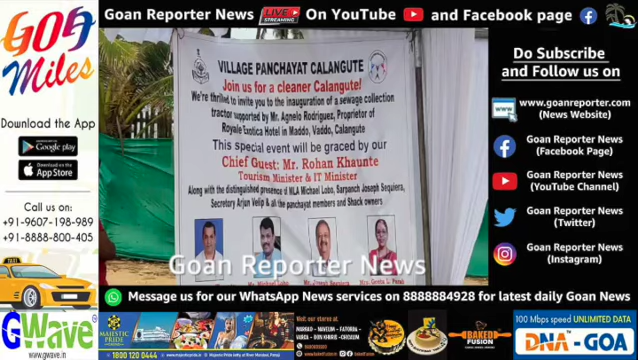 Goan Reporter News LIVE STREAMING On YouTube and Facebook page
GOA
Miles
Download the App
Google play
App Store
Call us on:
+91-9607-198-989
+91-8888-800-405
TAXI
GWave
www.gwave.in
VILLAGE PANCHAYAT CALANGUTE
Join us for a cleaner Calangute!
We're thrilled to invite you to the inauguration of a sewage collection
tractor supported by Mr. Agnelo Rodriguez, Proprietor of
Royale Exotica Hotel in Maddo, Vaddo, Calangute
This special event will be graced by our
Chief Guest: Mr. Rohan Khaunte
Tourism Minister & IT Minister
Along with the distinguished presence of MLA Michael Lobo, Sarpanch Joseph Sequiera,
Secretary Arjun Velip & all the panchayat members and Shack owners
Goan Reporter News
Do Subscribe
and Follow us on
www.goanreporter.com
(News Website)
Goan Reporter News
(Facebook Page)
Goan Reporter News
(YouTube Channel)
Goan Reporter News
(Twitter)
Goan Reporter News
(Instagram)
Message us for our WhatsApp News services on 8888884928 for latest daily Goan News
MAJESTIC
PRIDE
1800 120 0444
Visit our stores at
BAKED
FUSION
100 Mbps speed UNLIMITED DATA
DNA-GOA